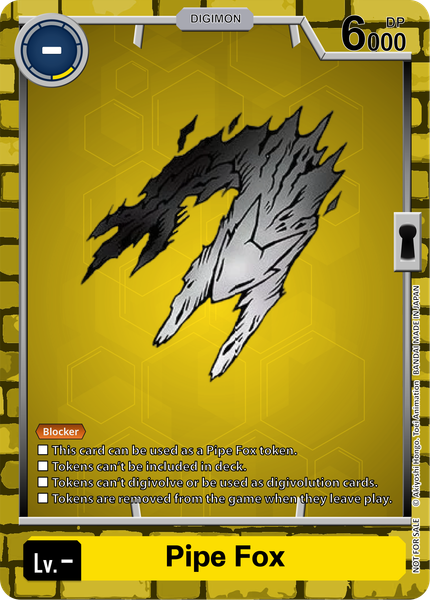 DIGIMON
-
DP
6000
Blocker
□ This card can be used as a Pipe Fox token.
□ Tokens can't be included in deck.
□ Tokens can't digivolve or be used as digivolution cards.
□ Tokens are removed from the game when they leave play.
Lv.-
Pipe Fox
NOT FOR SALE
© Akiyoshi Hongo, Toei Animation BANDAI MADE IN JAPAN